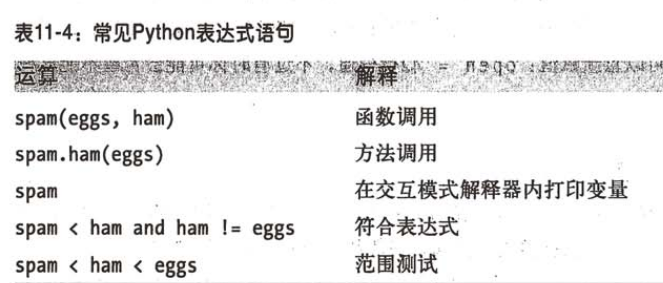 表11-4：常见Python表达式语句
运算 解释
spam(eggs, ham) 函数调用
spam.ham(eggs) 方法调用
spam 在交互模式解释器内打印变量
spam < ham and ham != eggs 符合表达式
spam < ham < eggs 范围测试